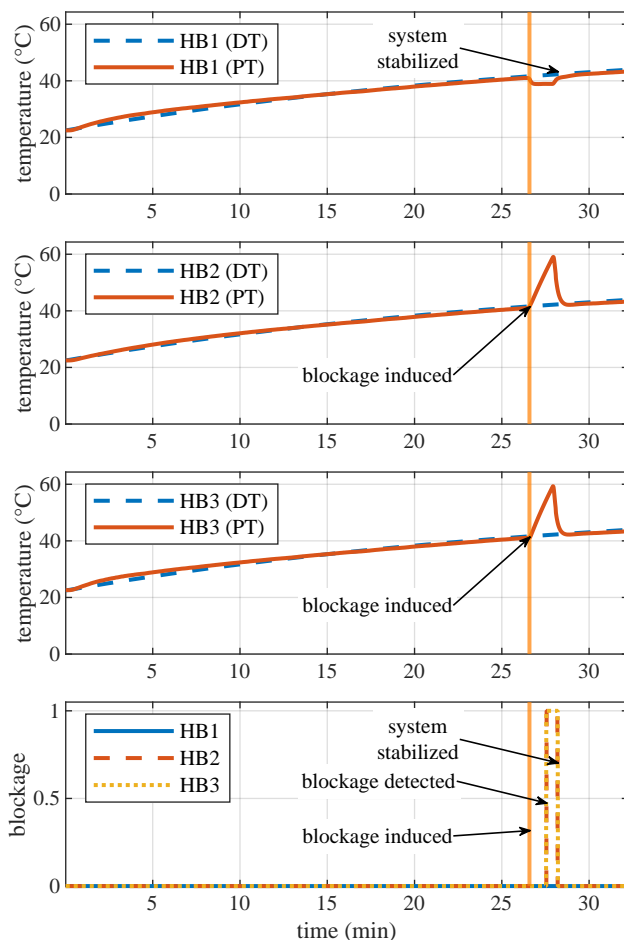 60
40
20
0
temperature (°C)
HB1 (DT)
HB1 (PT)
system
stabilized
5
10
15
20
25
30
60
40
20
0
temperature (°C)
HB2 (DT)
HB2 (PT)
blockage induced
5
10
15
20
25
30
60
40
20
0
temperature (°C)
HB3 (DT)
HB3 (PT)
blockage induced
5
10
15
20
25
30
1
0.5
0
blockage
HB1
HB2
HB3
system
stabilized
blockage detected
blockage induced
5
10
15
20
25
30
time (min)